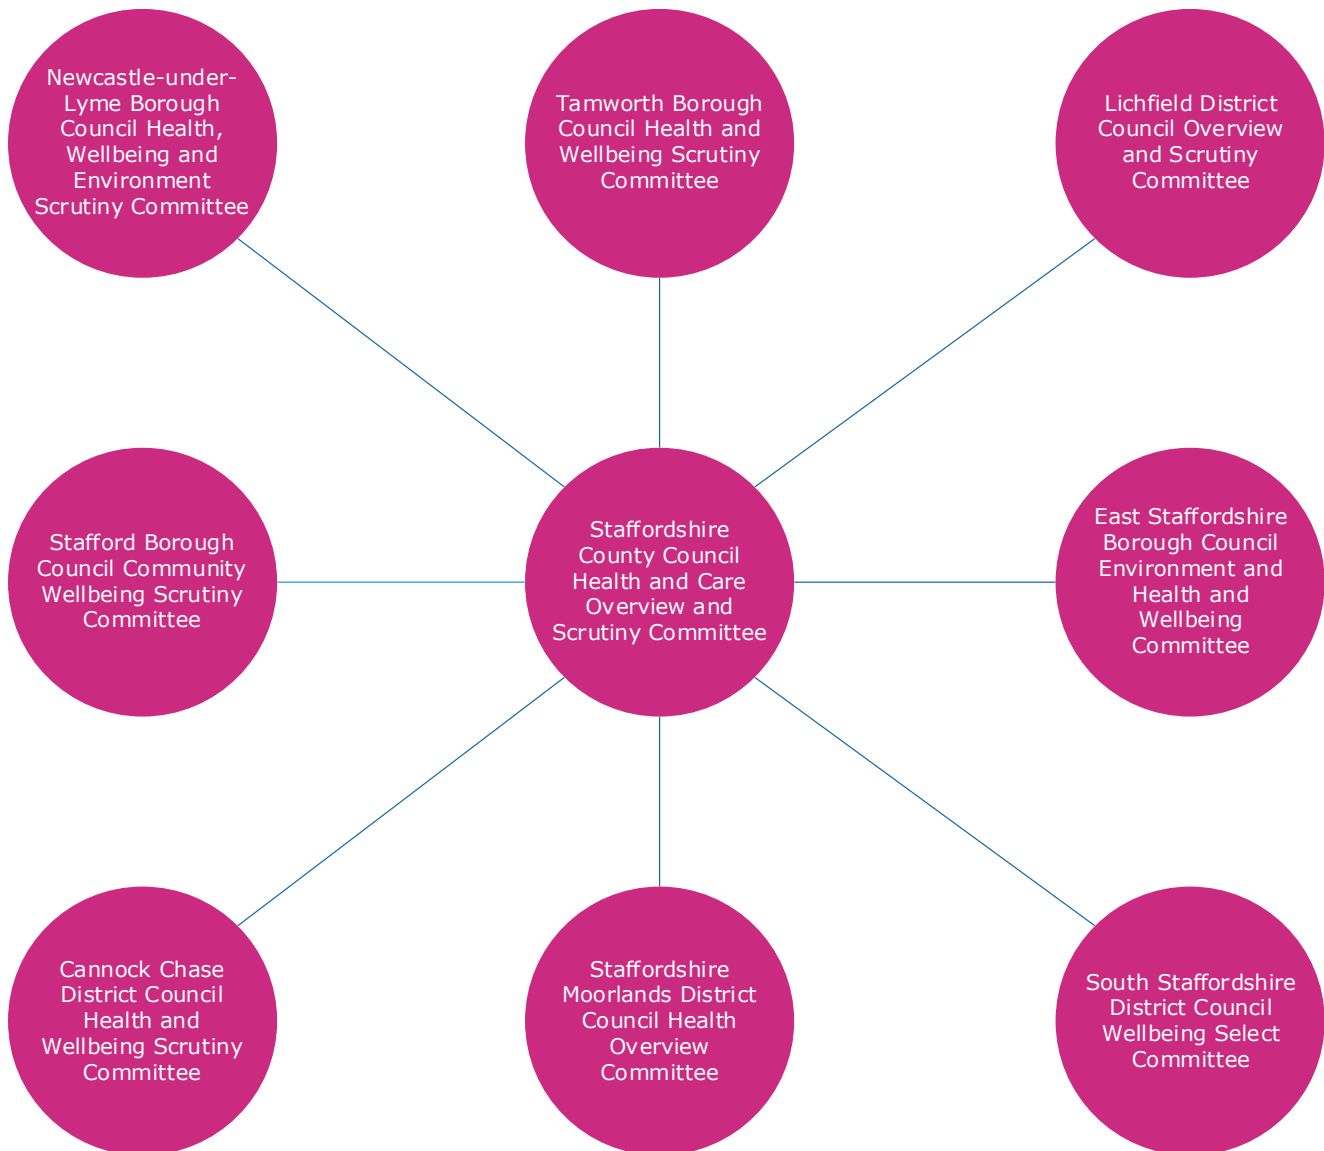 Newcastle-under-
Lyme Borough
Council Health,
Wellbeing and
Environment
Scrutiny Committee
Tamworth Borough
Council Health and
Wellbeing Scrutiny
Committee
Lichfield District
Council Overview
and Scrutiny
Committee
Stafford Borough
Council Community
Wellbeing Scrutiny
Committee
Staffordshire
County Council
Health and Care
Overview and
Scrutiny Committee
East Staffordshire
Borough Council
Environment and
Health and
Wellbeing
Committee
Cannock Chase
District Council
Health and
Wellbeing Scrutiny
Committee
Staffordshire
Moorlands District
Council Health
Overview
Committee
South Staffordshire
District Council
Wellbeing Select
Committee